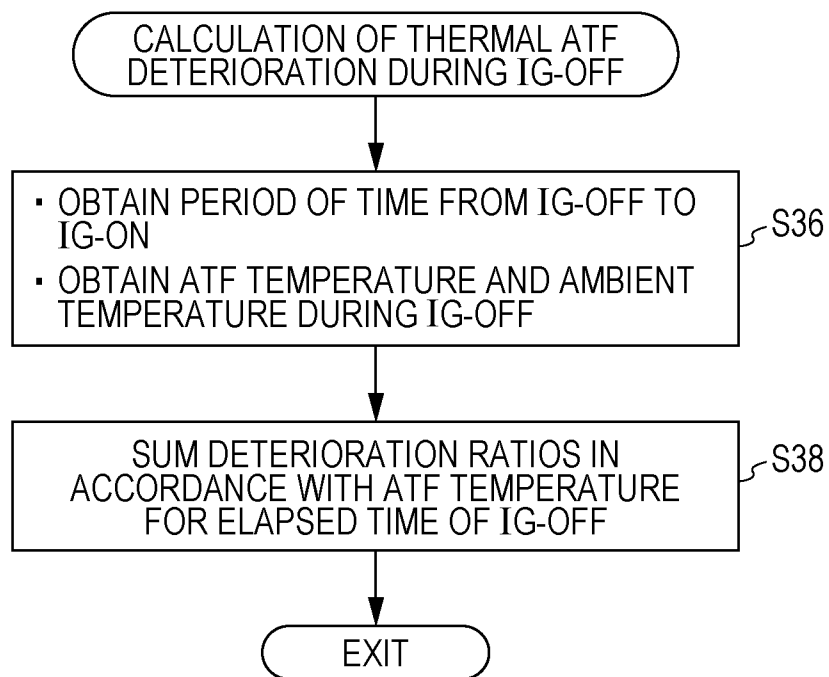 CALCULATION OF THERMAL ATF
DETERIORATION DURING IG-OFF
· OBTAIN PERIOD OF TIME FROM IG-OFF TO
IG-ON
· OBTAIN ATF TEMPERATURE AND AMBIENT
TEMPERATURE DURING IG-OFF
S36
SUM DETERIORATION RATIOS IN
ACCORDANCE WITH ATF TEMPERATURE
FOR ELAPSED TIME OF IG-OFF
S38
EXIT